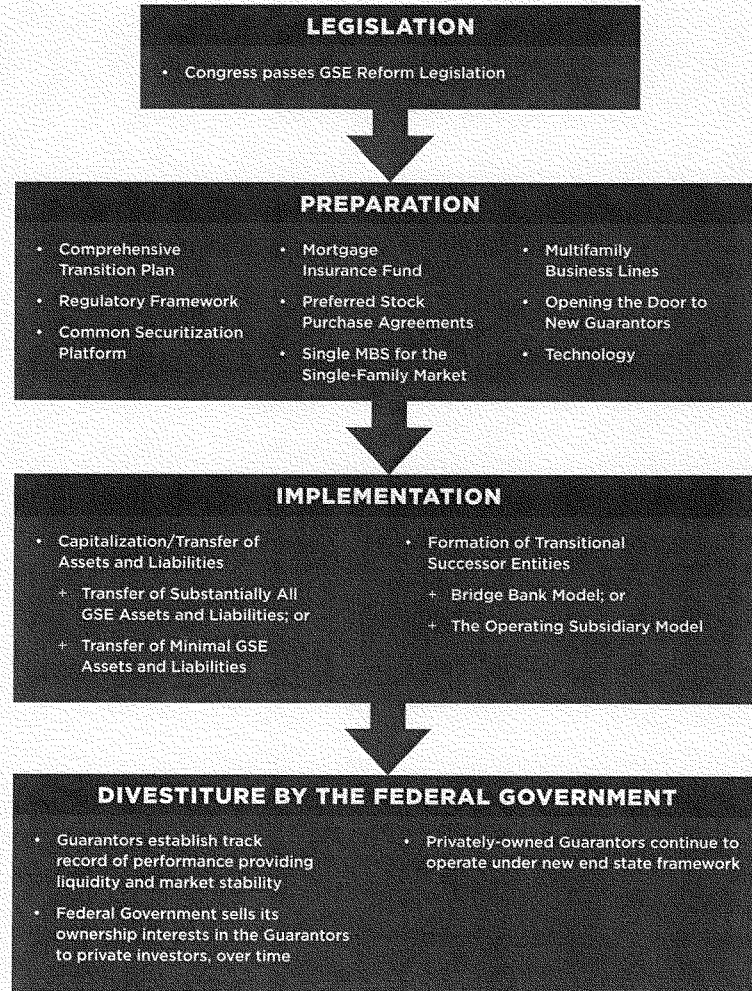 LEGISLATION
• Congress passes GSE Reform Legislation
PREPARATION
• Comprehensive
Transition Plan
• Regulatory Framework
• Common Securitization
Platform
• Mortgage
Insurance Fund
• Preferred Stock
Purchase Agreements
• Single MBS for the
Single-Family Market
• Multifamily
Business Lines
• Opening the Door to
New Guarantors
• Technology
IMPLEMENTATION
• Capitalization/Transfer of
Assets and Liabilities
+ Transfer of Substantially All
GSE Assets and Liabilities; or
+ Transfer of Minimal GSE
Assets and Liabilities
• Formation of Transitional
Successor Entities
+ Bridge Bank Model; or
+ The Operating Subsidiary Model
DIVESTITURE BY THE FEDERAL GOVERNMENT
• Guarantors establish track
record of performance providing
liquidity and market stability
• Federal Government sells its
ownership interests in the Guarantors
to private investors, over time
• Privately-owned Guarantors continue to
operate under new end state framework